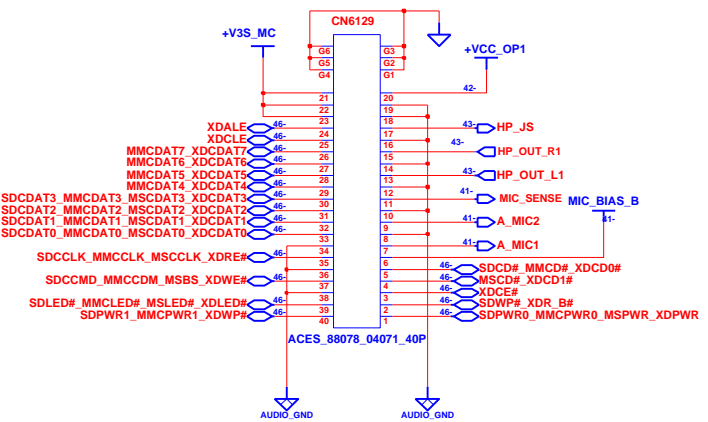 CN6129
+V3S_MC
+VCC_OP1
G6 G3
G5 G2
G4 G1
42-
21 20
22 19
XDALE 46- 23 18 43- HP_JS
XDCLE 46- 24 17
MMCDAT7_XDCDAT7 46- 25 16 43- HP_OUT_R1
MMCDAT6_XDCDAT6 46- 26 15
MMCDAT5_XDCDAT5 46- 27 14 43- HP_OUT_L1
MMCDAT4_XDCDAT4 46- 28 13
SDCDAT3_MMCDAT3_MSCDAT3_XDCDAT3 46- 29 12 41- MIC_SENSE MIC_BIAS_B
SDCDAT2_MMCDAT2_MSCDAT2_XDCDAT2 46- 30 11
SDCDAT1_MMCDAT1_MSCDAT1_XDCDAT1 46- 31 10 41- A_MIC2 41-
SDCDAT0_MMCDAT0_MSCDAT0_XDCDAT0 46- 32 9
33 8 41- A_MIC1
SDCCLK_MMCCLK_MSCCLK_XDRE# 46- 34 7
35 6 46- SDCD#_MMCD#_XDCD0#
SDCCMD_MMCCDM_MSBS_XDWE# 46- 36 5 46- MSCD#_XDCD1#
37 4 46- XDCE#
SDLED#_MMCLED#_MSLED#_XDLED# 46- 38 3 46- SDWP#_XDR_B#
SDPWR1_MMCPWR1_XDWP# 46- 39 2 46- SDPWR0_MMCPWR0_MSPWR_XDPWR
40 1
ACES_88078_04071_40P
AUDIO_GND AUDIO_GND